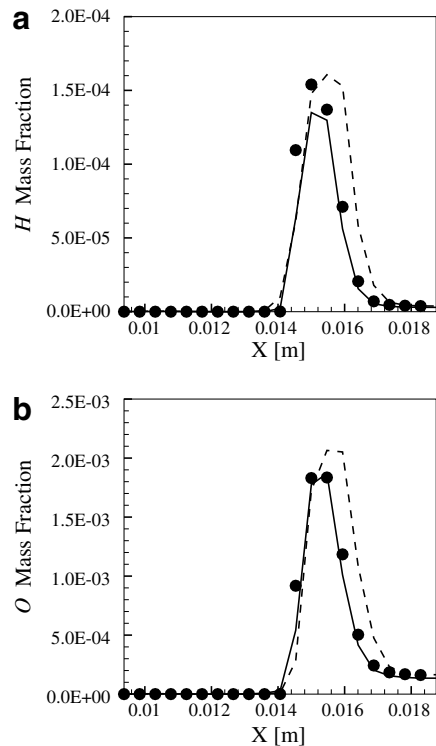 a
2.0E-04
1.5E-04
1.0E-04
5.0E-05
0.0E+00
H Mass Fraction
0.01 0.012 0.014 0.016 0.018
X [m]
b
2.5E-03
2.0E-03
1.5E-03
1.0E-03
5.0E-04
0.0E+00
O Mass Fraction
0.01 0.012 0.014 0.016 0.018
X [m]